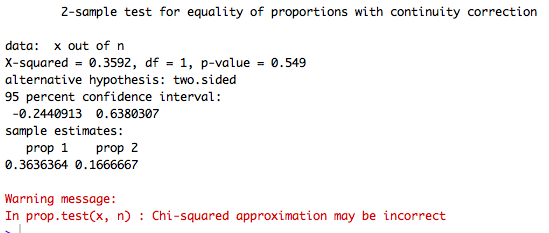 2-sample test for equality of proportions with continuity correction
data:  x out of n
X-squared = 0.3592, df = 1, p-value = 0.549
alternative hypothesis: two.sided
95 percent confidence interval:
 -0.2440913  0.6380307
sample estimates:
   prop 1    prop 2
0.3636364 0.1666667
Warning message:
In prop.test(x, n) : Chi-squared approximation may be incorrect
>